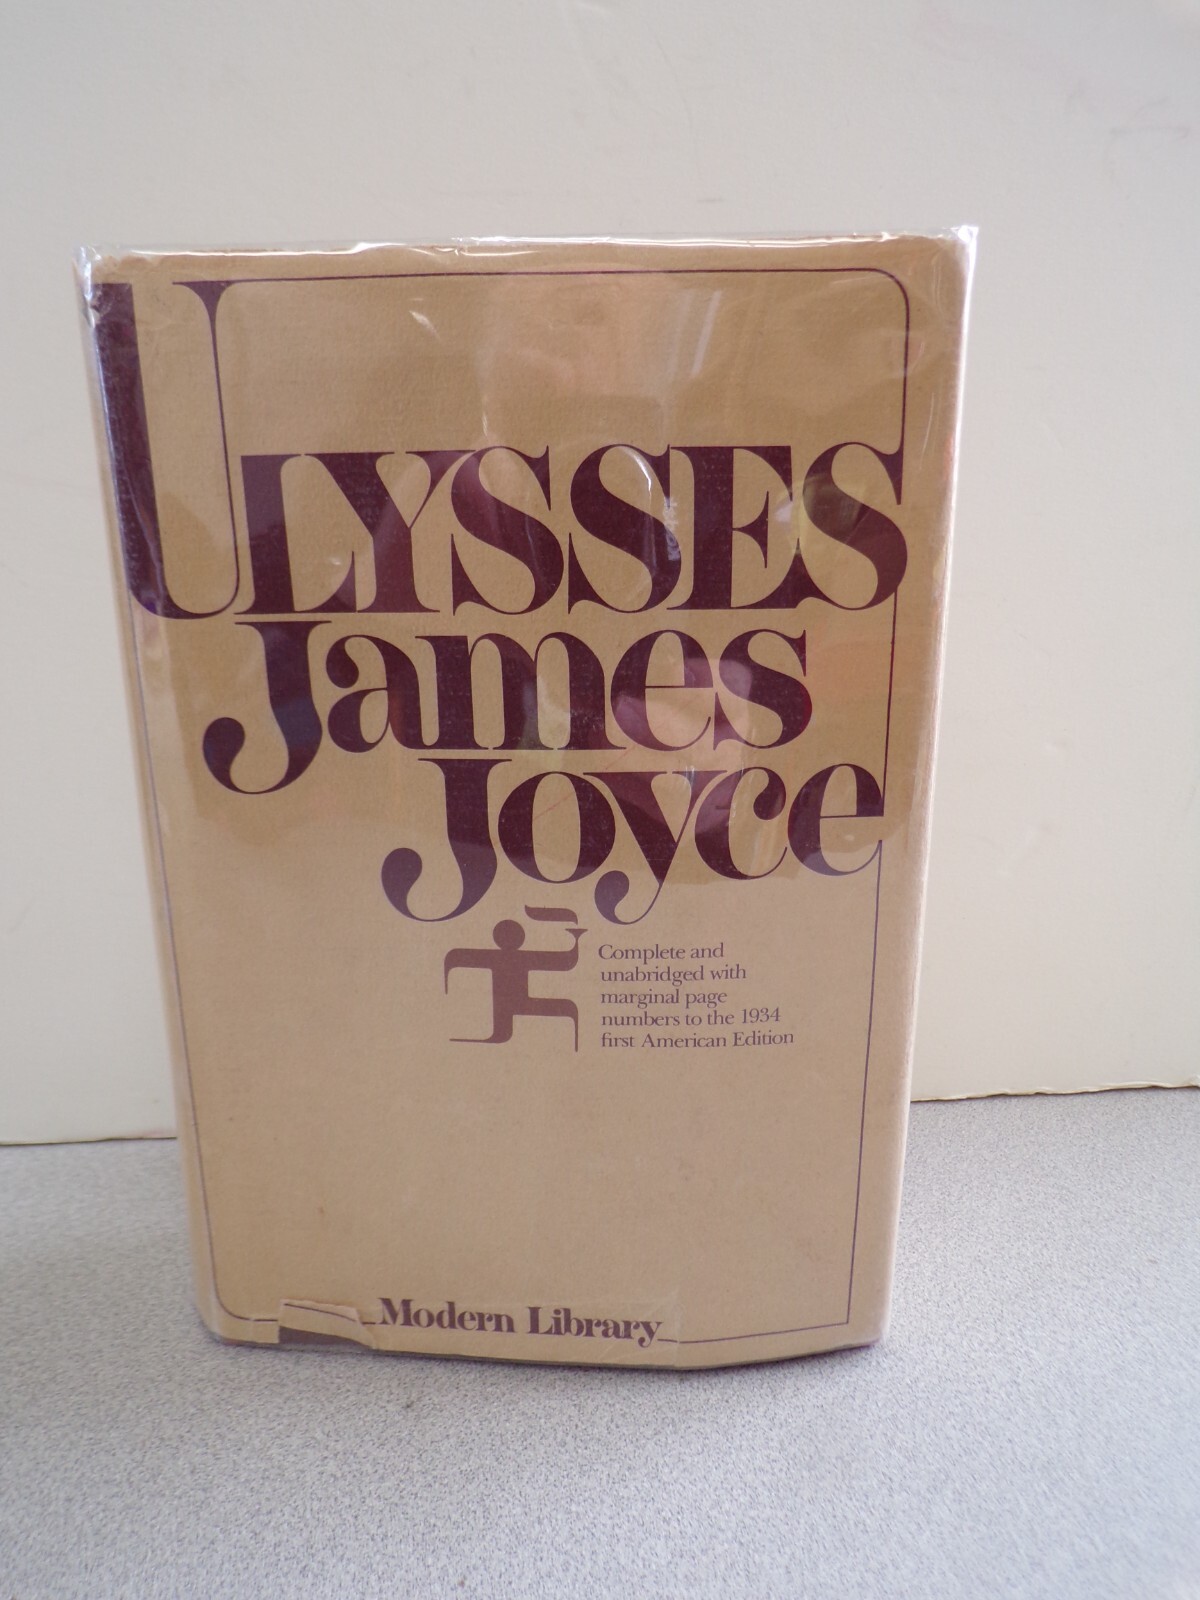 ULYSSES
James
Joyce
Complete and
unabridged with
marginal page
numbers to the 1934
first American Edition
Modern Library